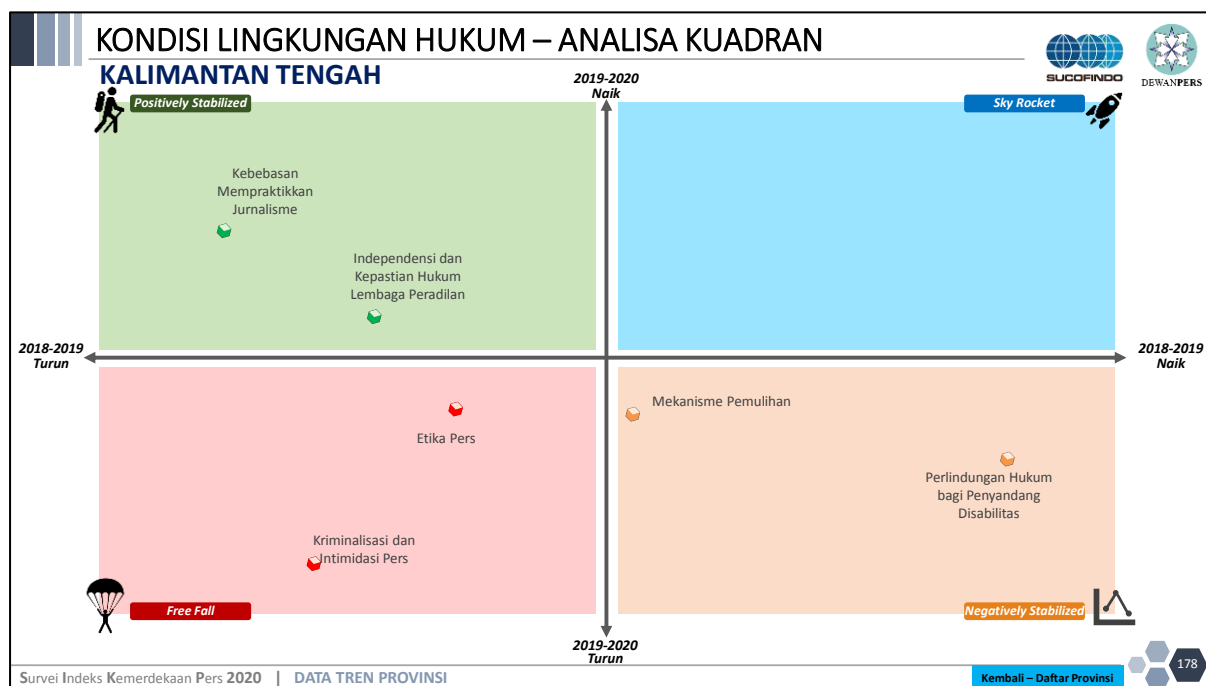 KONDISI LINGKUNGAN HUKUM – ANALISA KUADRAN
KALIMANTAN TENGAH
SUCOFINDO
DEWANPERS
2019-2020
Naik
Positively Stabilized
Sky Rocket
Kebebasan
Mempraktikkan
Jurnalisme
Independensi dan
Kepastian Hukum
Lembaga Peradilan
2018-2019
Turun
2018-2019
Naik
Mekanisme Pemulihan
Etika Pers
Perlindungan Hukum
bagi Penyandang
Disabilitas
Kriminalisasi dan
Intimidasi Pers
Free Fall
Negatively Stabilized
2019-2020
Turun
Survei Indeks Kemerdekaan Pers 2020 | DATA TREN PROVINSI
Kembali – Daftar Provinsi
178